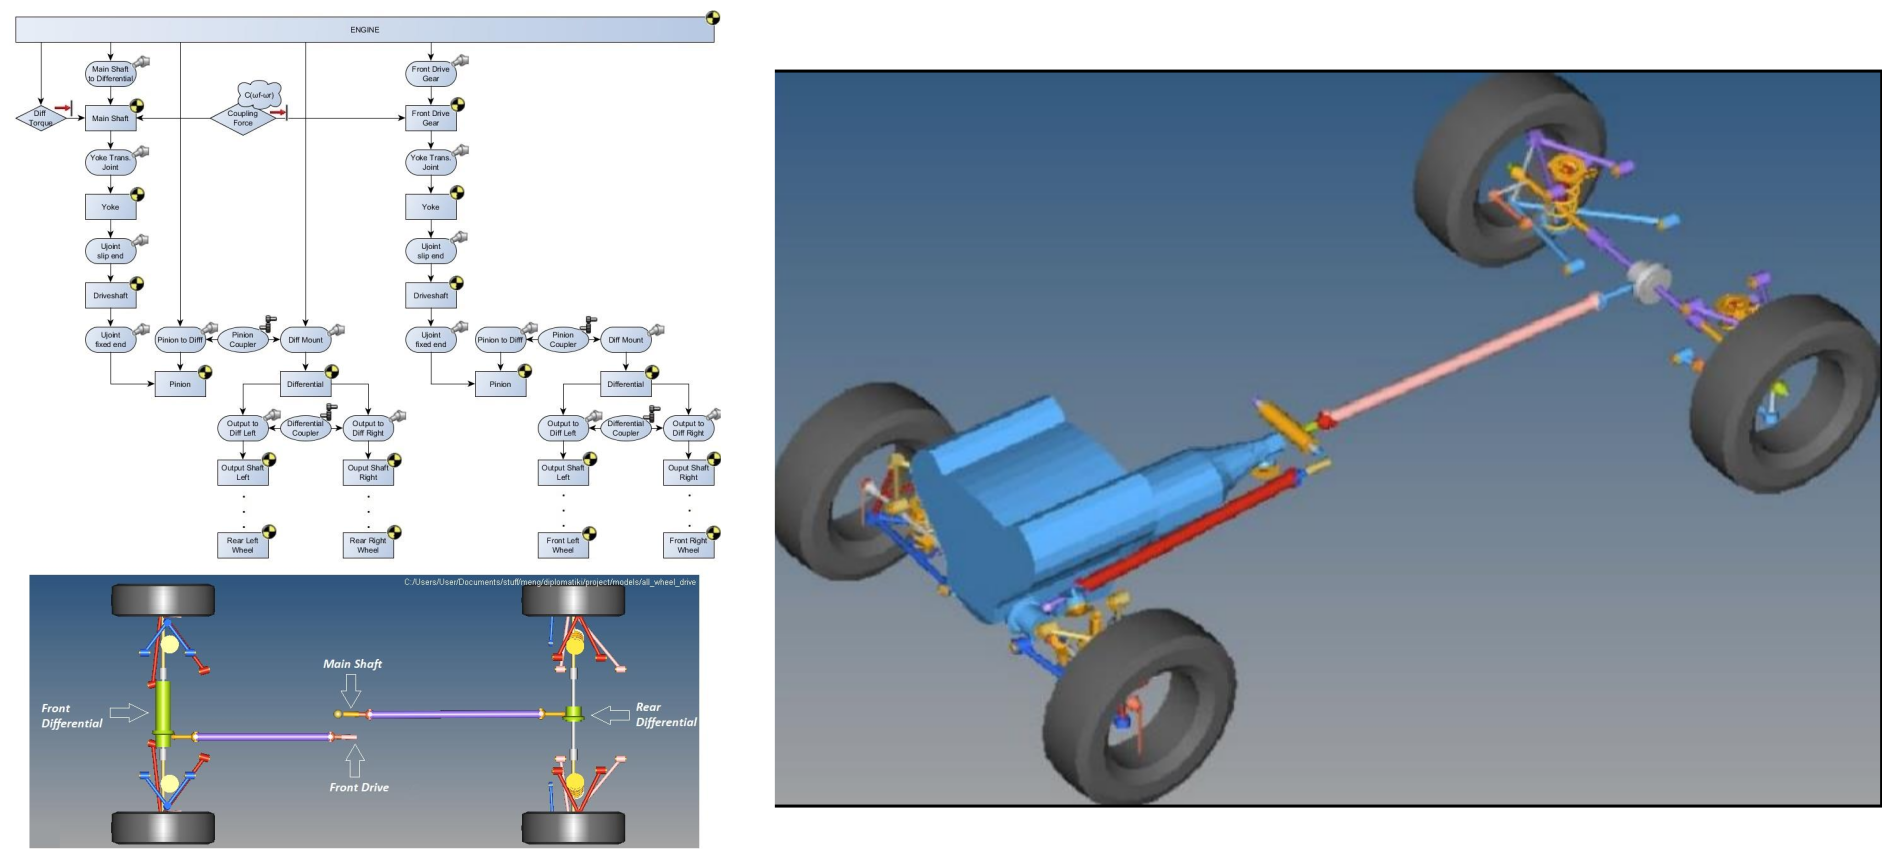 ENGINE
Main Shaft
to Differential
Front Drive
Gear
C(ωf-ωr)
Diff
Torque
Main Shaft
Coupling
Force
Front Drive
Gear
Yoke Trans.
Joint
Yoke Trans.
Joint
Yoke
Yoke
Ujoint
slip end
Ujoint
slip end
Driveshaft
Driveshaft
Ujoint
fixed end
Pinion to Difff
Pinion
Coupler
Diff Mount
Ujoint
fixed end
Pinion to Difff
Pinion
Coupler
Diff Mount
Pinion
Differential
Pinion
Differential
Output to
Diff Left
Differential
Coupler
Output to
Diff Right
Output to
Diff Left
Differential
Coupler
Output to
Diff Right
Output Shaft
Left
Ouput Shaft
Right
Output Shaft
Left
Ouput Shaft
Right
Rear Left
Wheel
Rear Right
Wheel
Front Left
Wheel
Front Right
Wheel
C:/Users/User/Documents/stuff/meng/diplomatiki/project/models/all_wheel_drive
Main Shaft
Front
Differential
Rear
Differential
Front Drive